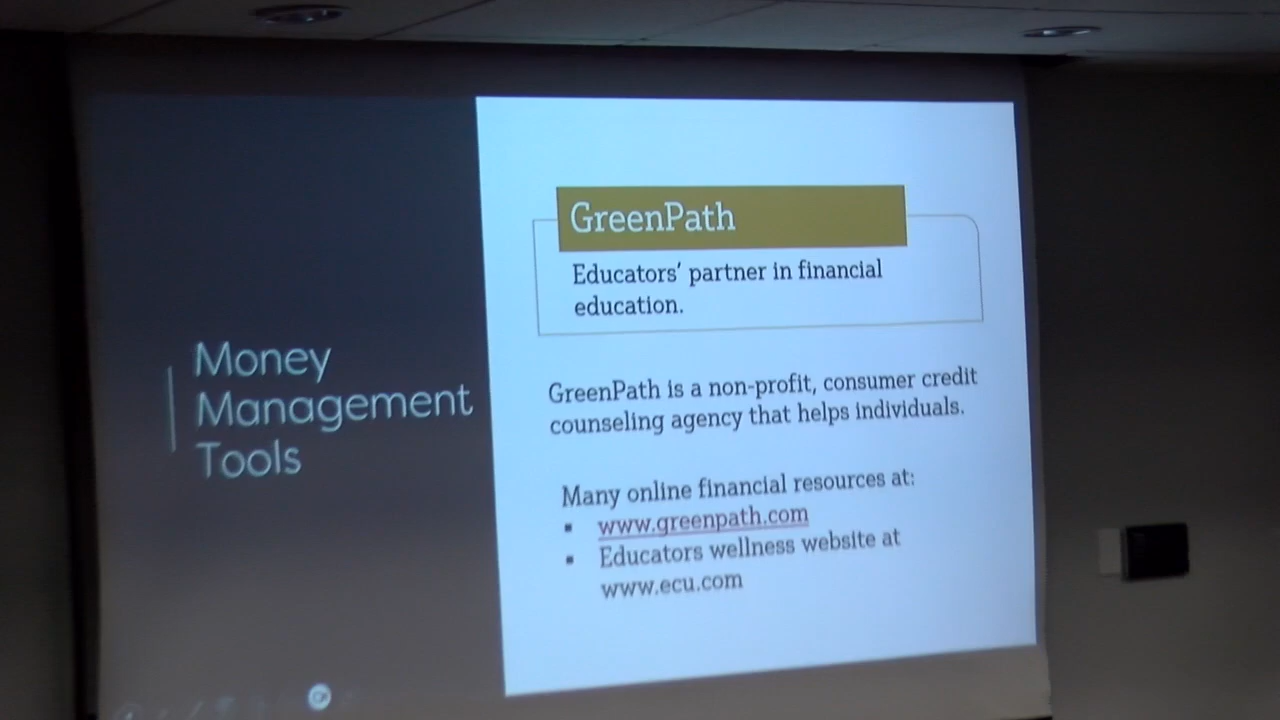 Money
Management
Tools
GreenPath
Educators' partner in financial
education.
GreenPath is a non-profit, consumer credit
counseling agency that helps individuals.
Many online financial resources at:
▪ www.greenpath.com
▪ Educators wellness website at
www.ecu.com